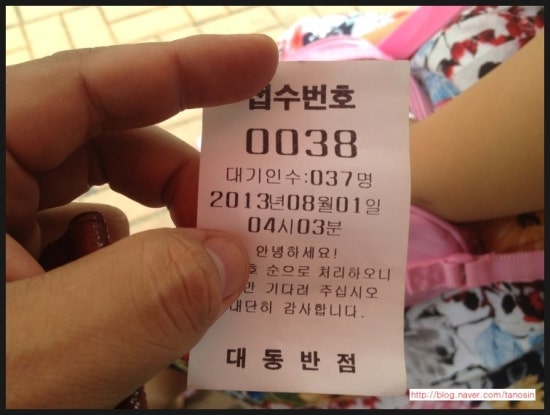 접수번호
0038
대기인수:037명
2013년08월01일
04시03분
안녕하세요!
호 순으로 처리하오니
만 기다려 주십시오
대단히 감사합니다.
대동반점
http://blog.naver.com/tanosin